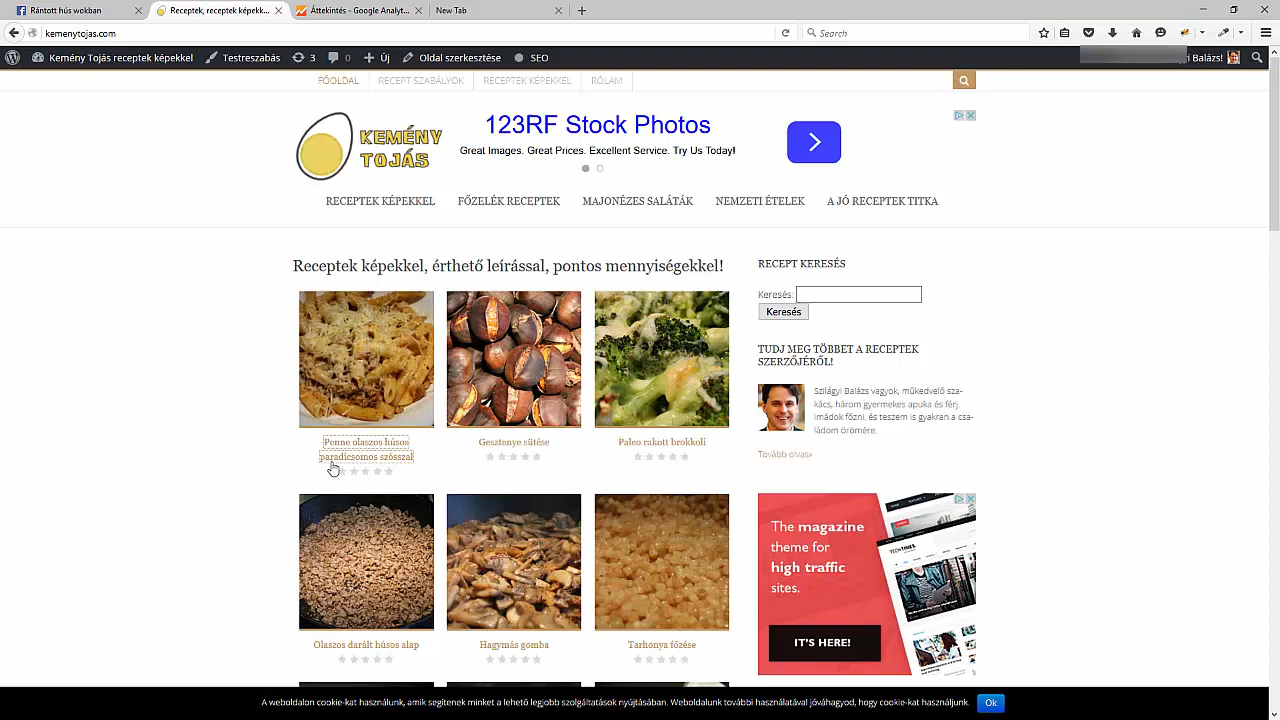 Rántott hús wokban
Receptek, receptek képekk...
Áttekintés - Google Analyt...
New Tab
kemenytojas.com
Search
Kemény Tojás receptek képekkel
Testreszabás
3
0
Új
Oldal szerkesztése
SEO
i Balázs!
FŐOLDAL
RECEPT SZABÁLYOK
RECEPTEK KÉPEKKEL
RÓLAM
KEMÉNY
TOJÁS
123RF Stock Photos
Great Images. Great Prices. Excellent Service. Try Us Today!
RECEPTEK KÉPEKKEL
FŐZELÉK RECEPTEK
MAJONÉZES SALÁTÁK
NEMZETI ÉTELEK
A JÓ RECEPTEK TITKA
Receptek képekkel, érthető leírással, pontos mennyiségekkel!
Penne olaszos húsos
paradicsomos szósszal
Gesztenye sütése
Paleo rakott brokkoli
Olaszos darált húsos alap
Hagymás gomba
Tarhonya főzése
RECEPT KERESÉS
Keresés:
Keresés
TUDJ MEG TÖBBET A RECEPTEK
SZERZŐJÉRŐL!
Szilágyi Balázs vagyok, műkedvelő sza-
kács, három gyermekes apuka és férj.
Imádok főzni, és teszem is gyakran a csa-
ládom örömére.
Tovább olvas»
The magazine
theme for
high traffic
sites.
TECHTIMES
IT'S HERE!
A weboldalon cookie-kat használunk, amik segítenek minket a lehető legjobb szolgáltatások nyújtásában. Weboldalunk további használatával jóváhagyod, hogy cookie-kat használjunk.
Ok